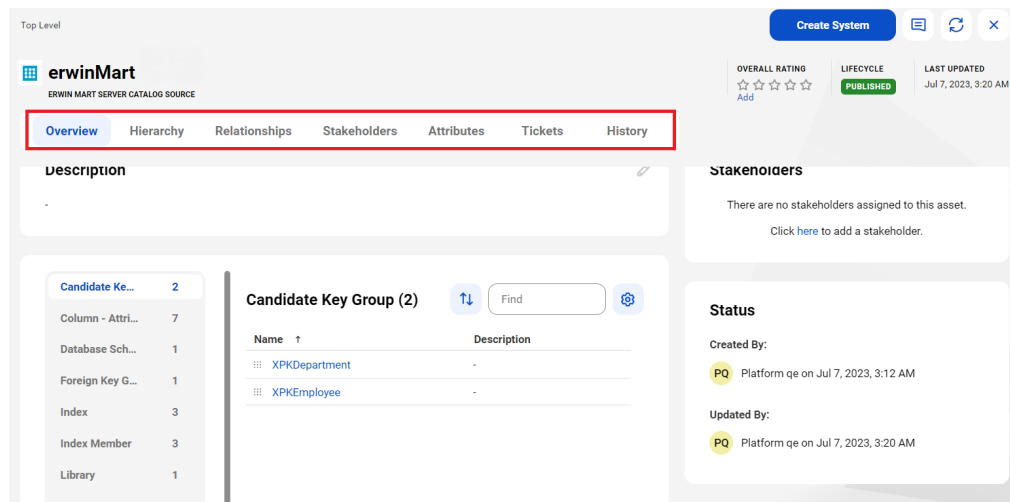 Top Level
Create System
erwinMart
ERWIN MART SERVER CATALOG SOURCE
OVERALL RATING
Add
LIFECYCLE
PUBLISHED
LAST UPDATED
Jul 7, 2023, 3:20 AM
Overview Hierarchy Relationships Stakeholders Attributes Tickets History
Description
-
Stakeholders
There are no stakeholders assigned to this asset.
Click here to add a stakeholder.
Candidate Ke... 2
Column - Attri... 7
Database Sch... 1
Foreign Key G... 1
Index 3
Index Member 3
Library 1
Candidate Key Group (2)
Find
Name ↑ Description
XPKDepartment -
XPKEmployee -
Status
Created By:
PQ Platform qe on Jul 7, 2023, 3:12 AM
Updated By:
PQ Platform qe on Jul 7, 2023, 3:20 AM